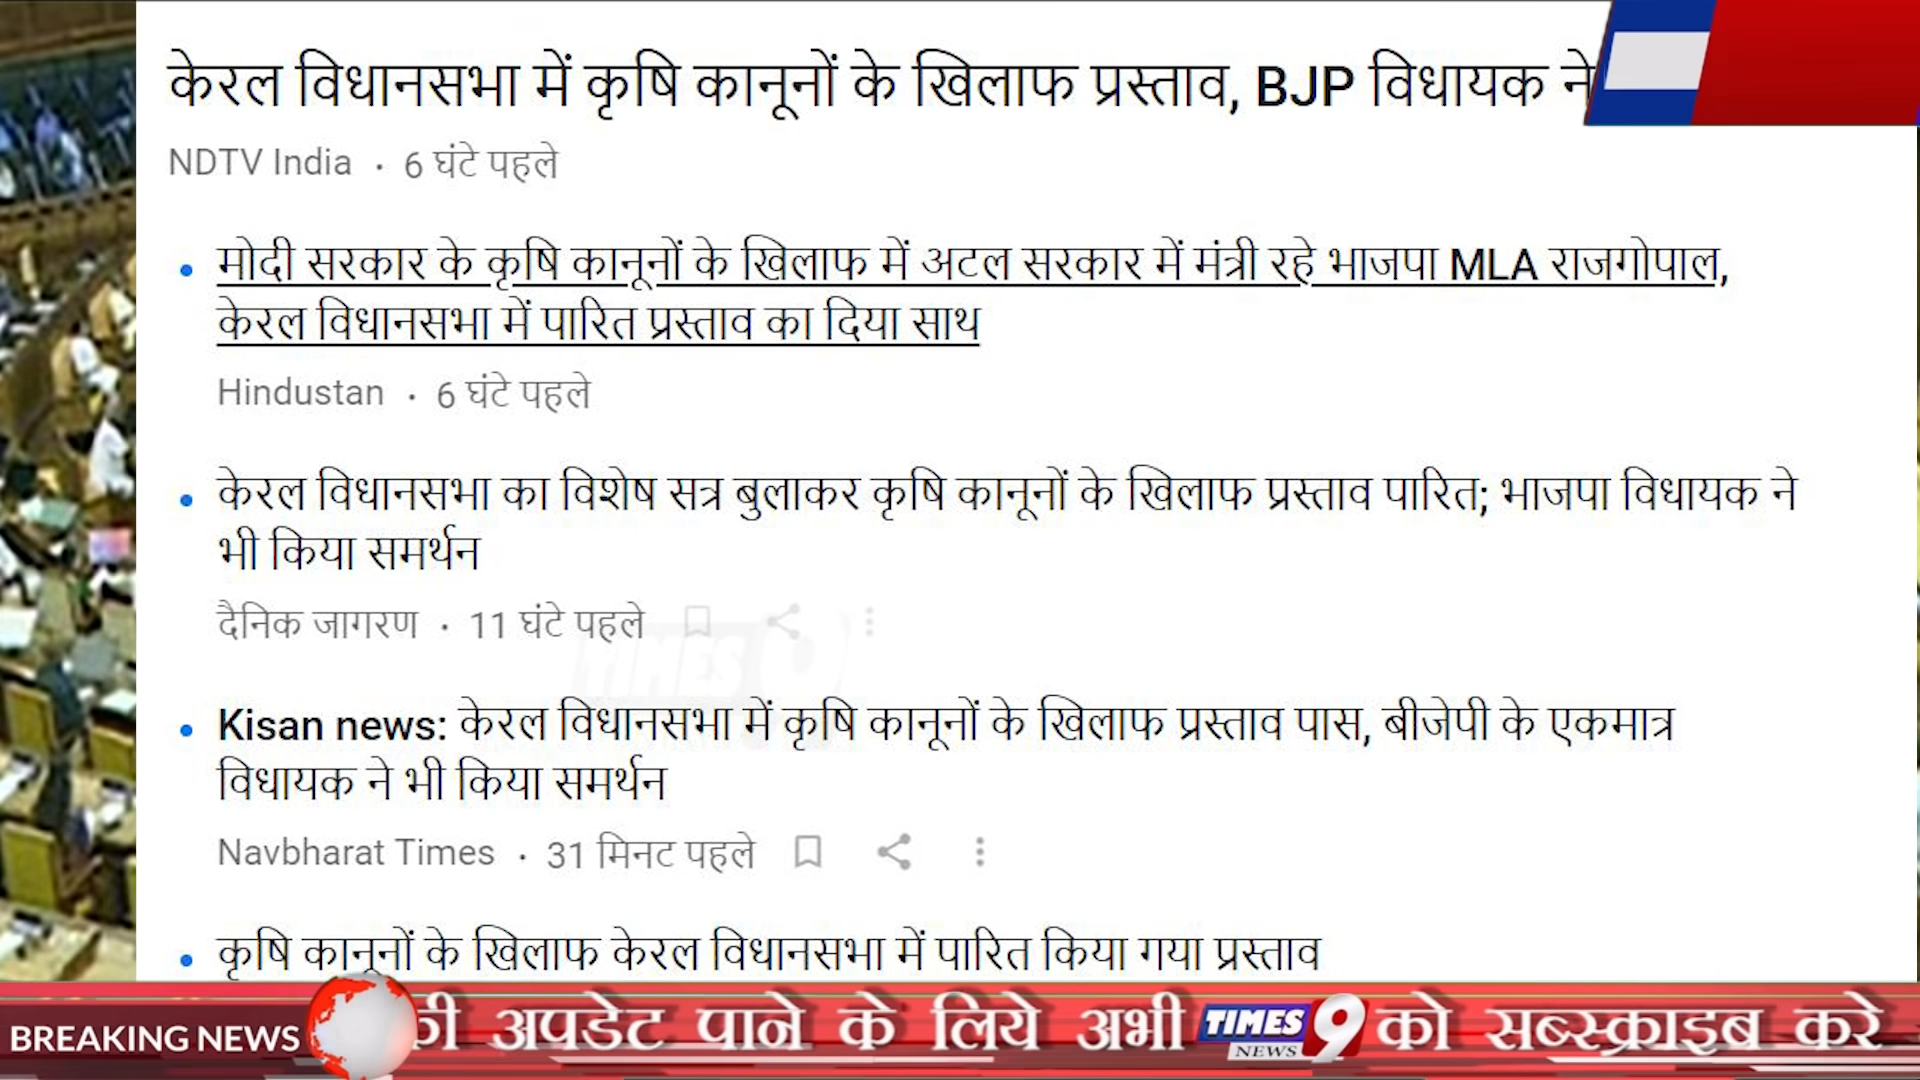 केरल विधानसभा में कृषि कानूनों के खिलाफ प्रस्ताव, BJP विधायक ने
NDTV India · 6 घंटे पहले
मोदी सरकार के कृषि कानूनों के खिलाफ में अटल सरकार में मंत्री रहे भाजपा MLA राजगोपाल,
केरल विधानसभा में पारित प्रस्ताव का दिया साथ
Hindustan · 6 घंटे पहले
केरल विधानसभा का विशेष सत्र बुलाकर कृषि कानूनों के खिलाफ प्रस्ताव पारित; भाजपा विधायक ने
भी किया समर्थन
दैनिक जागरण · 11 घंटे पहले
TIMES 9
Kisan news: केरल विधानसभा में कृषि कानूनों के खिलाफ प्रस्ताव पास, बीजेपी के एकमात्र
विधायक ने भी किया समर्थन
Navbharat Times · 31 मिनट पहले
कृषि कानूनों के खिलाफ केरल विधानसभा में पारित किया गया प्रस्ताव
BREAKING NEWS की अपडेट पाने के लिये अभी TIMES NEWS 9 को सब्स्क्राइब करे